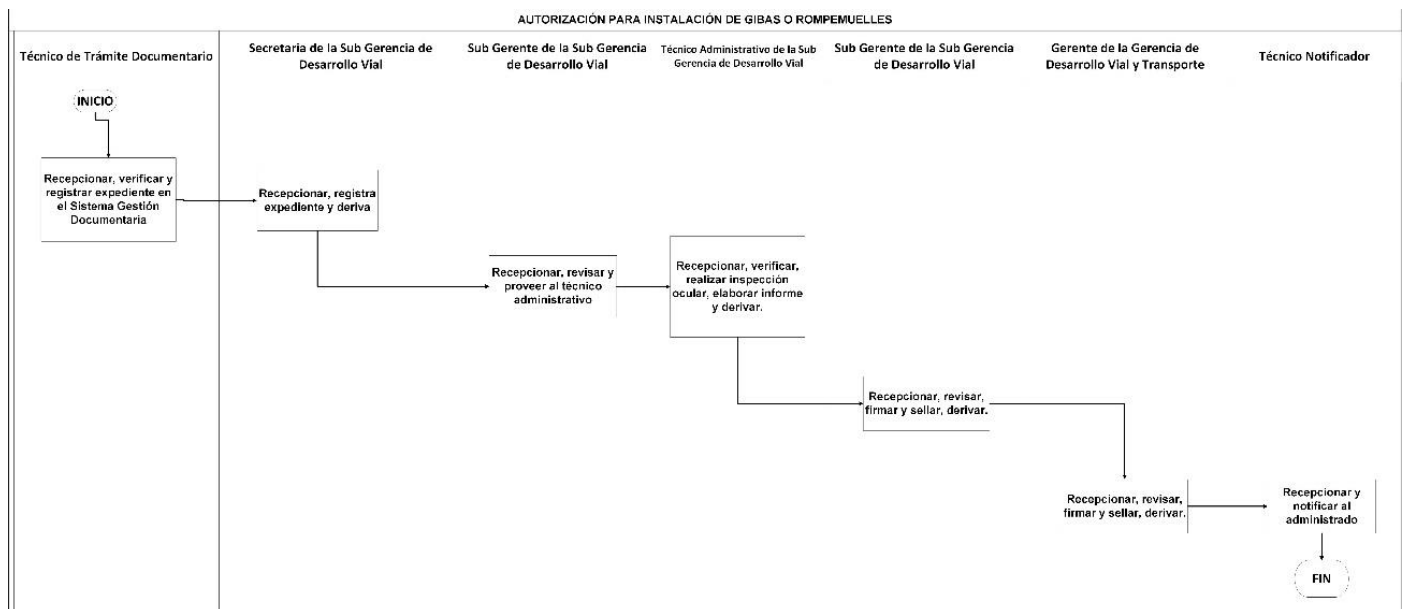 AUTORIZACIÓN PARA INSTALACIÓN DE GIBAS O ROMPEMUELLES
Técnico de Trámite Documentario
Secretaria de la Sub Gerencia de
Desarrollo Vial
Sub Gerente de la Sub Gerencia
de Desarrollo Vial
Técnico Administrativo de la Sub
Gerencia de Desarrollo Vial
Sub Gerente de la Sub Gerencia
de Desarrollo Vial
Gerente de la Gerencia de
Desarrollo Vial y Transporte
Técnico Notificador
INICIO
Recepcionar, verificar y
registrar expediente en
el Sistema Gestión
Documentaria
Recepcionar, registra
expediente y deriva
Recepcionar, revisar y
proveer al técnico
administrativo
Recepcionar, verificar,
realizar inspección
ocular, elaborar informe
y derivar.
Recepcionar, revisar,
firmar y sellar, derivar.
Recepcionar, revisar,
firmar y sellar, derivar.
Recepcionar y
notificar al
administrado
FIN